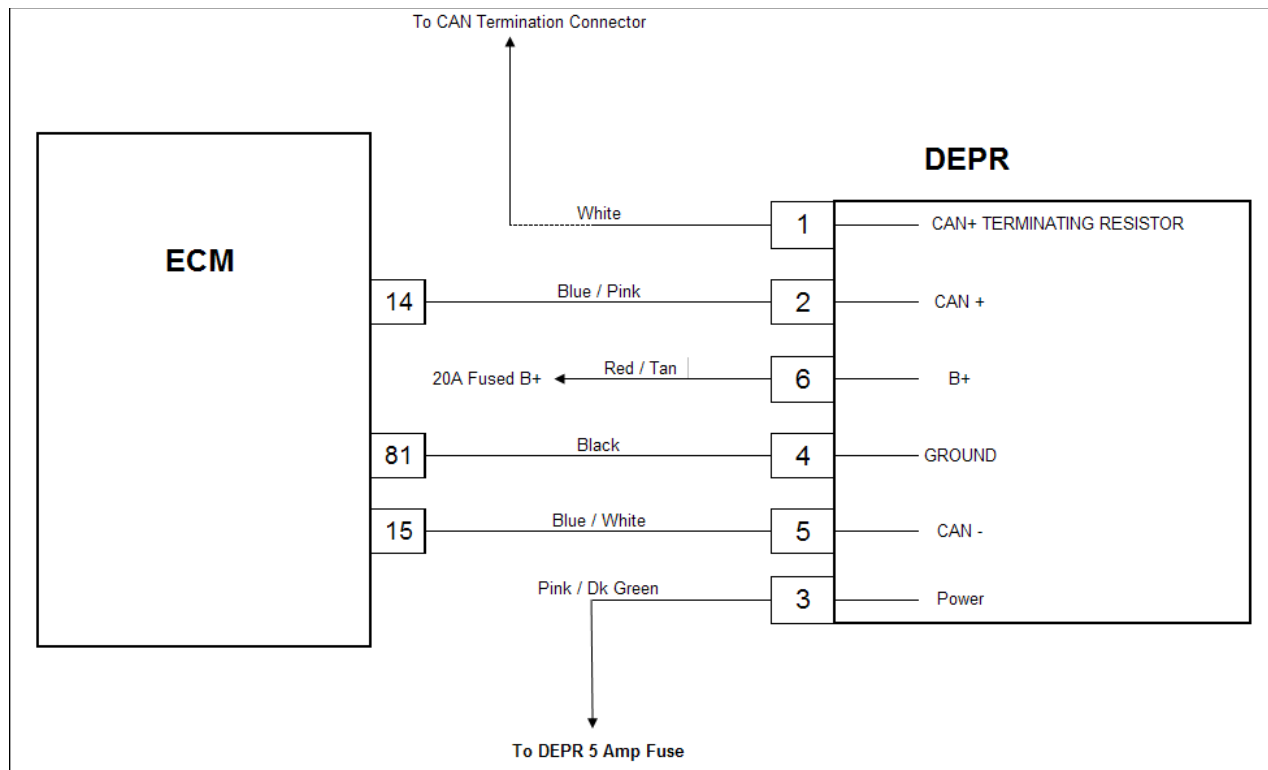 To CAN Termination Connector
DEPR
White
1
CAN+ TERMINATING RESISTOR
ECM
14
Blue / Pink
2
CAN +
20A Fused B+
Red / Tan
6
B+
81
Black
4
GROUND
15
Blue / White
5
CAN -
Pink / Dk Green
3
Power
To DEPR 5 Amp Fuse